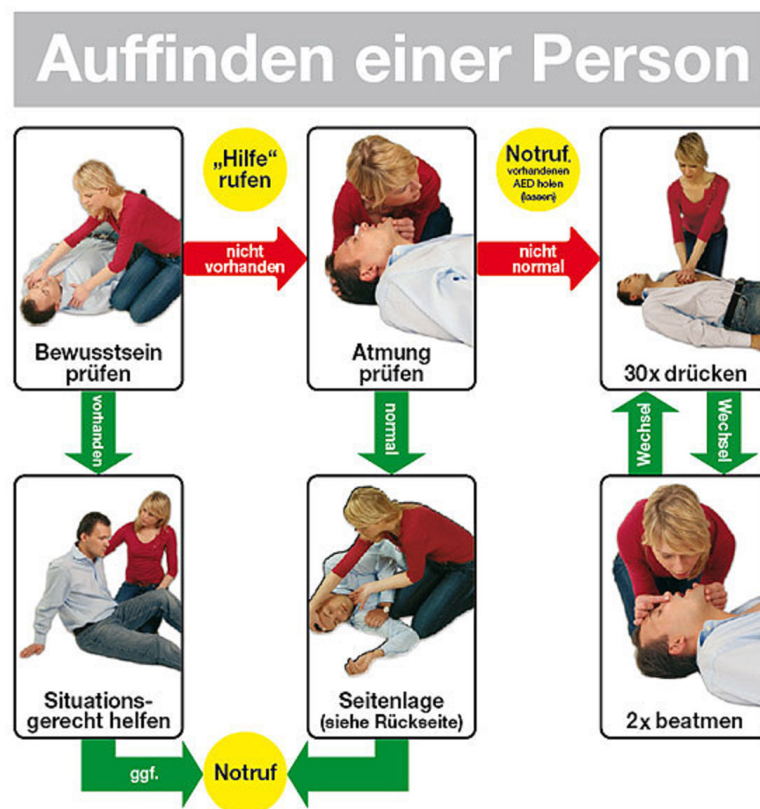 Auffinden einer Person
„Hilfe“
rufen
Notruf,
vorhandenen
AED holen
(lassen)
nicht
vorhanden
nicht
normal
Bewusstsein
prüfen
Atmung
prüfen
30x drücken
vorhanden
normal
Wechsel
Wechsel
Situations-
gerecht helfen
Seitenlage
(siehe Rückseite)
2x beatmen
ggf.
Notruf